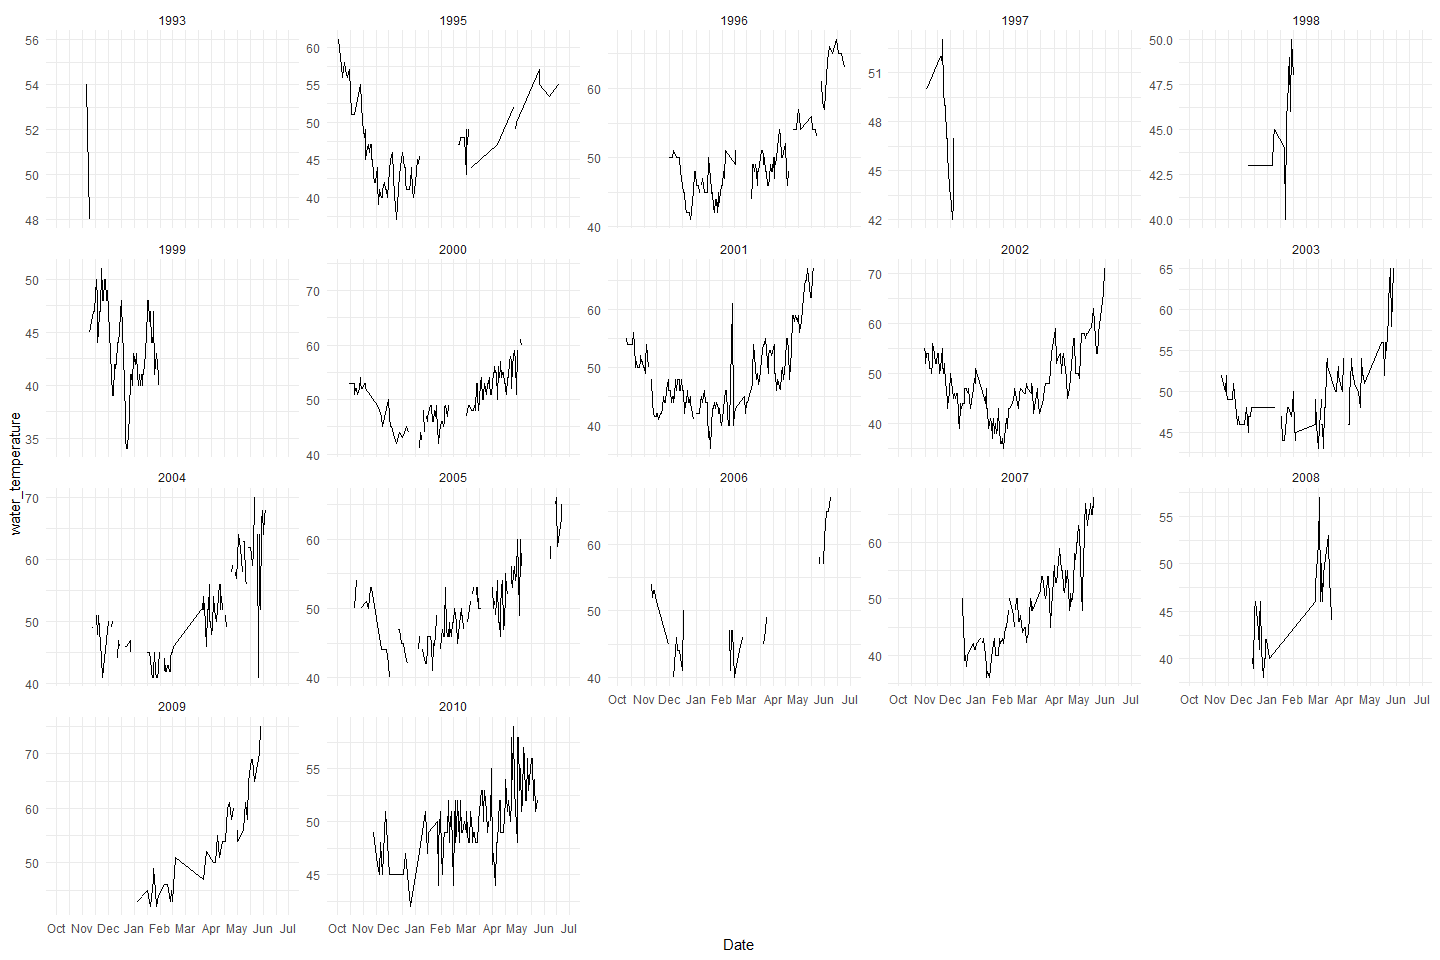 1993 1995 1996 1997 1998
56 60 60 51 50.0
54 55 50 48 47.5
52 50 40 45 45.0
50 45 42 42.5
48 40 40.0
1999 2000 2001 2002 2003
50 70 60 70 65
45 60 50 60 60
40 50 40 50 55
35 40 40 50
45
water_temperature
2004 2005 2006 2007 2008
70 60 60 60 55
60 50 50 50 50
50 40 40 40 45
40 40
Oct Nov Dec Jan Feb Mar Apr May Jun Jul Oct Nov Dec Jan Feb Mar Apr May Jun Jul Oct Nov Dec Jan Feb Mar Apr May Jun Jul
2009 2010
70 55
60 50
50 45
Oct Nov Dec Jan Feb Mar Apr May Jun Jul Oct Nov Dec Jan Feb Mar Apr May Jun Jul
Date